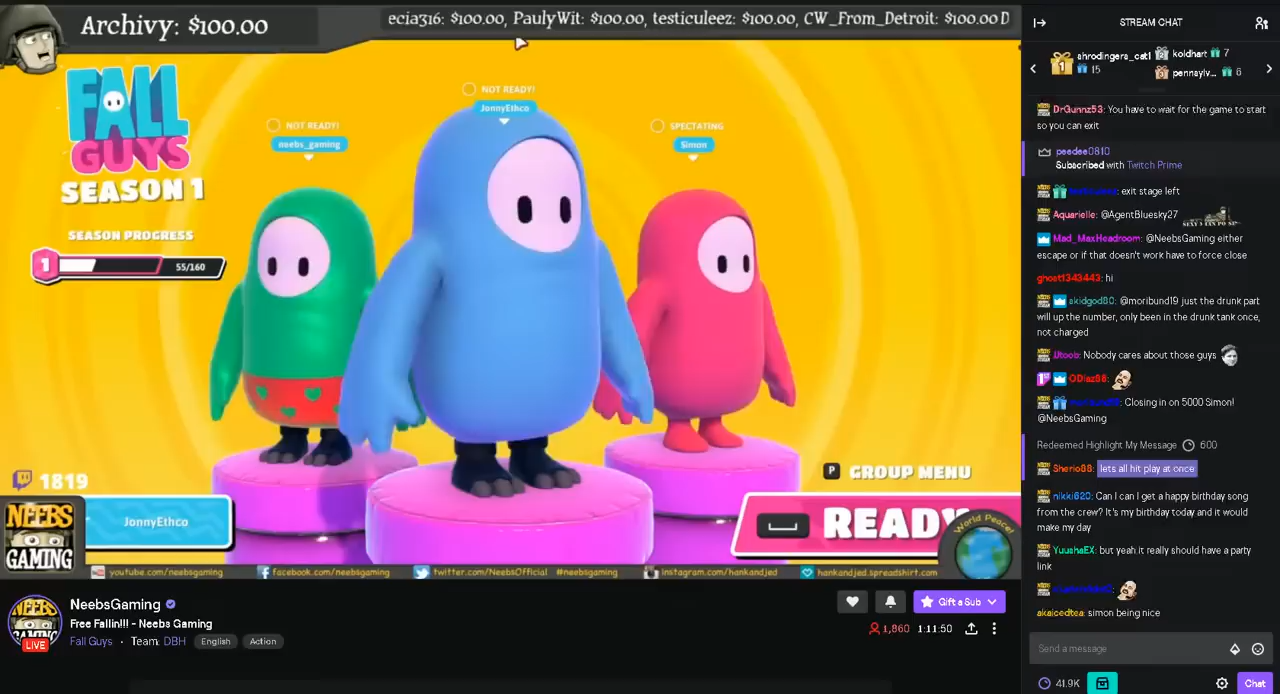 Archivy: $100.00
ecia316: $100.00, PaulyWit: $100.00, testiculeez: $100.00, CW_From_Detroit: $100.00 D
FALL
GUYS
SEASON 1
SEASON PROGRESS
1
55/160
NOT READY!
neebs_gaming
NOT READY!
JonnyEthco
SPECTATING
Simon
P GROUP MENU
READY
World Peace!
1819
NEEBS
GAMING
JonnyEthco
youtube.com/neebsgaming
facebook.com/neebsgaming
twitter.com/NeebsOfficial #neebsgaming
instagram.com/hankandjed
hankandjed.spreadshirt.com
NeebsGaming
Free Fallin!!! - Neebs Gaming
Fall Guys · Team: DBH English Action
LIVE
Gift a Sub
1,860 1:11:50
STREAM CHAT
1 shrodingers_cat1 15
2 koldhart 7
3 pennsylv... 6
DrGunnz53: You have to wait for the game to start
so you can exit
peedee0810
Subscribed with Twitch Prime
: exit stage left
Aquarielle: @AgentBluesky27
Mad_MaxHeadroom: @NeebsGaming either
escape or if that doesn't work have to force close
ghost1343443: hi
skidgod80: @moribund19 just the drunk part
will up the number, only been in the drunk tank once,
not charged
JJtoob: Nobody cares about those guys
ODiaz88:
: Closing in on 5000 Simon!
@NeebsGaming
Redeemed Highlight My Message 600
Sherio88: lets all hit play at once
nikki620: Can I can I get a happy birthday song
from the crew? It's my birthday today and it would
make my day
YuushaEX: but yeah it really should have a party
link
akaicedtea: simon being nice
Send a message
41.9K
Chat